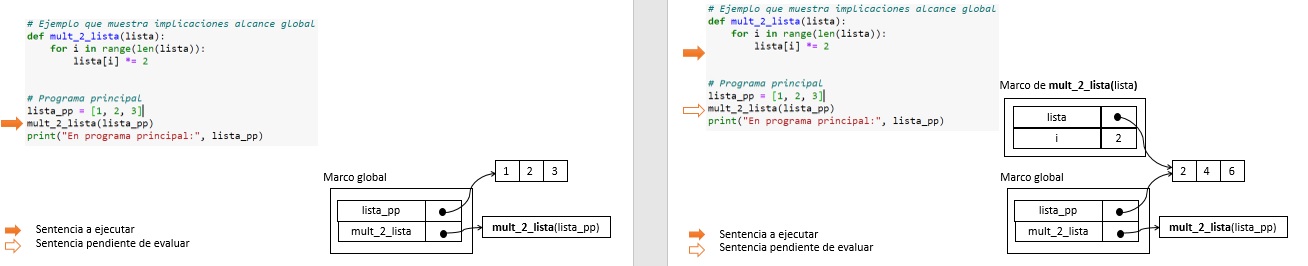 # Ejemplo que muestra implicaciones alcance global
def mult_2_lista(lista):
    for i in range(len(lista)):
        lista[i] *= 2
# Programa principal
lista_pp = [1, 2, 3]
mult_2_lista(lista_pp)
print("En programa principal:", lista_pp)
1 2 3
Marco global
lista_pp
mult_2_lista
mult_2_lista(lista_pp)
Sentencia a ejecutar
Sentencia pendiente de evaluar
# Ejemplo que muestra implicaciones alcance global
def mult_2_lista(lista):
    for i in range(len(lista)):
        lista[i] *= 2
# Programa principal
lista_pp = [1, 2, 3]
mult_2_lista(lista_pp)
print("En programa principal:", lista_pp)
Marco de mult_2_lista(lista)
lista
i 2
2 4 6
Marco global
lista_pp
mult_2_lista
mult_2_lista(lista_pp)
Sentencia a ejecutar
Sentencia pendiente de evaluar